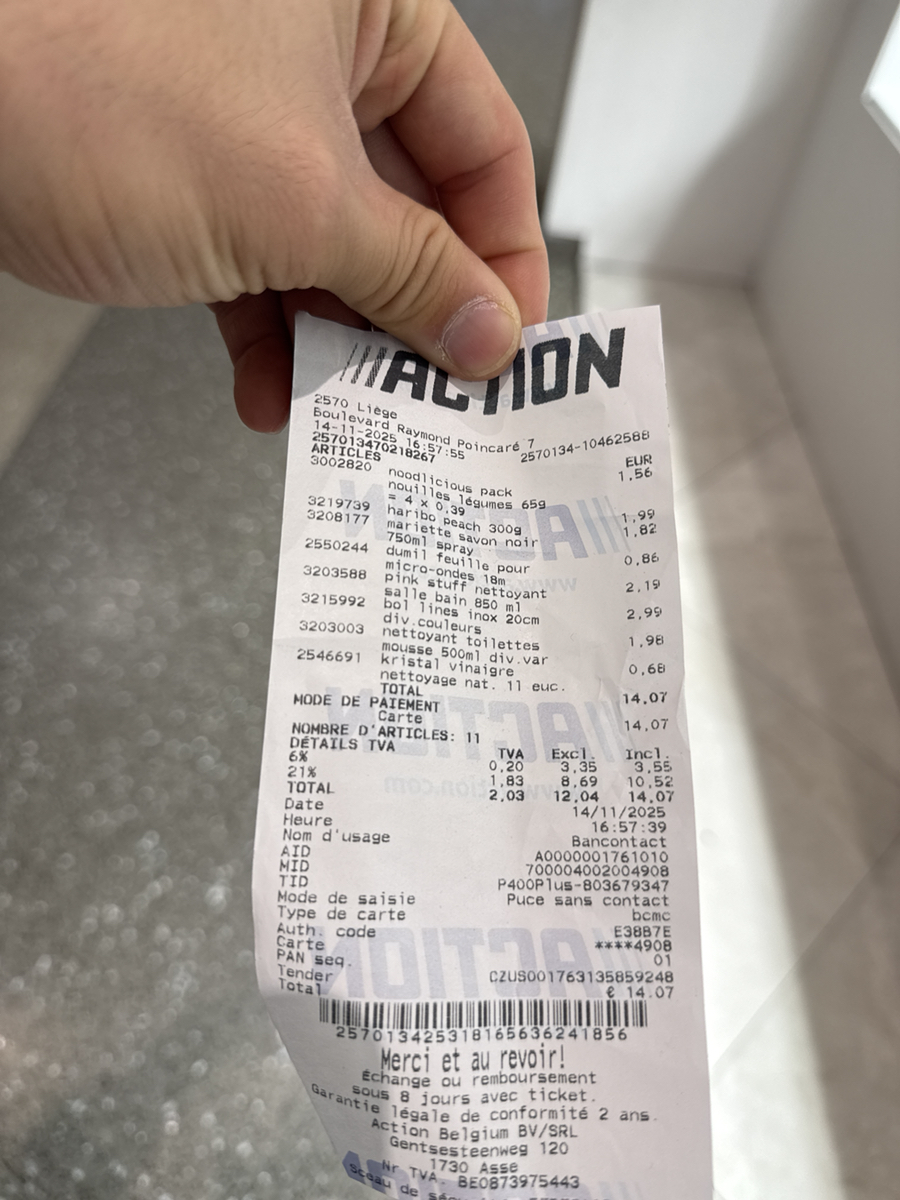 ACTION
2570 Liège
Boulevard Raymond Poincaré 7
14-11-2025 16:57:55 2570134-10462588
257013470218267
ARTICLES EUR
3002820 noodlicious pack 1,56
nouilles légumes 65g
= 4 x 0,39
3219739 haribo peach 300g 1,99
3208177 mariette savon noir 1,82
750ml spray
2550244 dumil feuille pour 0,86
micro-ondes 18m
3203588 pink stuff nettoyant 2,19
salle bain 850 ml
3215992 bol lines inox 20cm 2,99
div.couleurs
3203003 nettoyant toilettes 1,98
mousse 500ml div.var
2546691 kristal vinaigre 0,68
nettoyage nat. 1l euc.
TOTAL 14,07
MODE DE PAIEMENT
Carte 14,07
NOMBRE D'ARTICLES: 11
DÉTAILS TVA TVA Excl. Incl.
6% 0,20 3,35 3,55
21% 1,83 8,69 10,52
TOTAL 2,03 12,04 14,07
Date 14/11/2025
Heure 16:57:39
Nom d'usage Bancontact
AID A0000001761010
MID 700004002004908
TID P400Plus-803679347
Mode de saisie Puce sans contact
Type de carte bcmc
Auth. code E38B7E
Carte ****4908
PAN seq. 01
Tender CZUS001763135859248
Total € 14.07
257013425318165636241856
Merci et au revoir!
Échange ou remboursement
sous 8 jours avec ticket.
Garantie légale de conformité 2 ans.
Action Belgium BV/SRL
Gentsesteenweg 120
1730 Asse
Nr TVA. BE0873975443
Sceau de